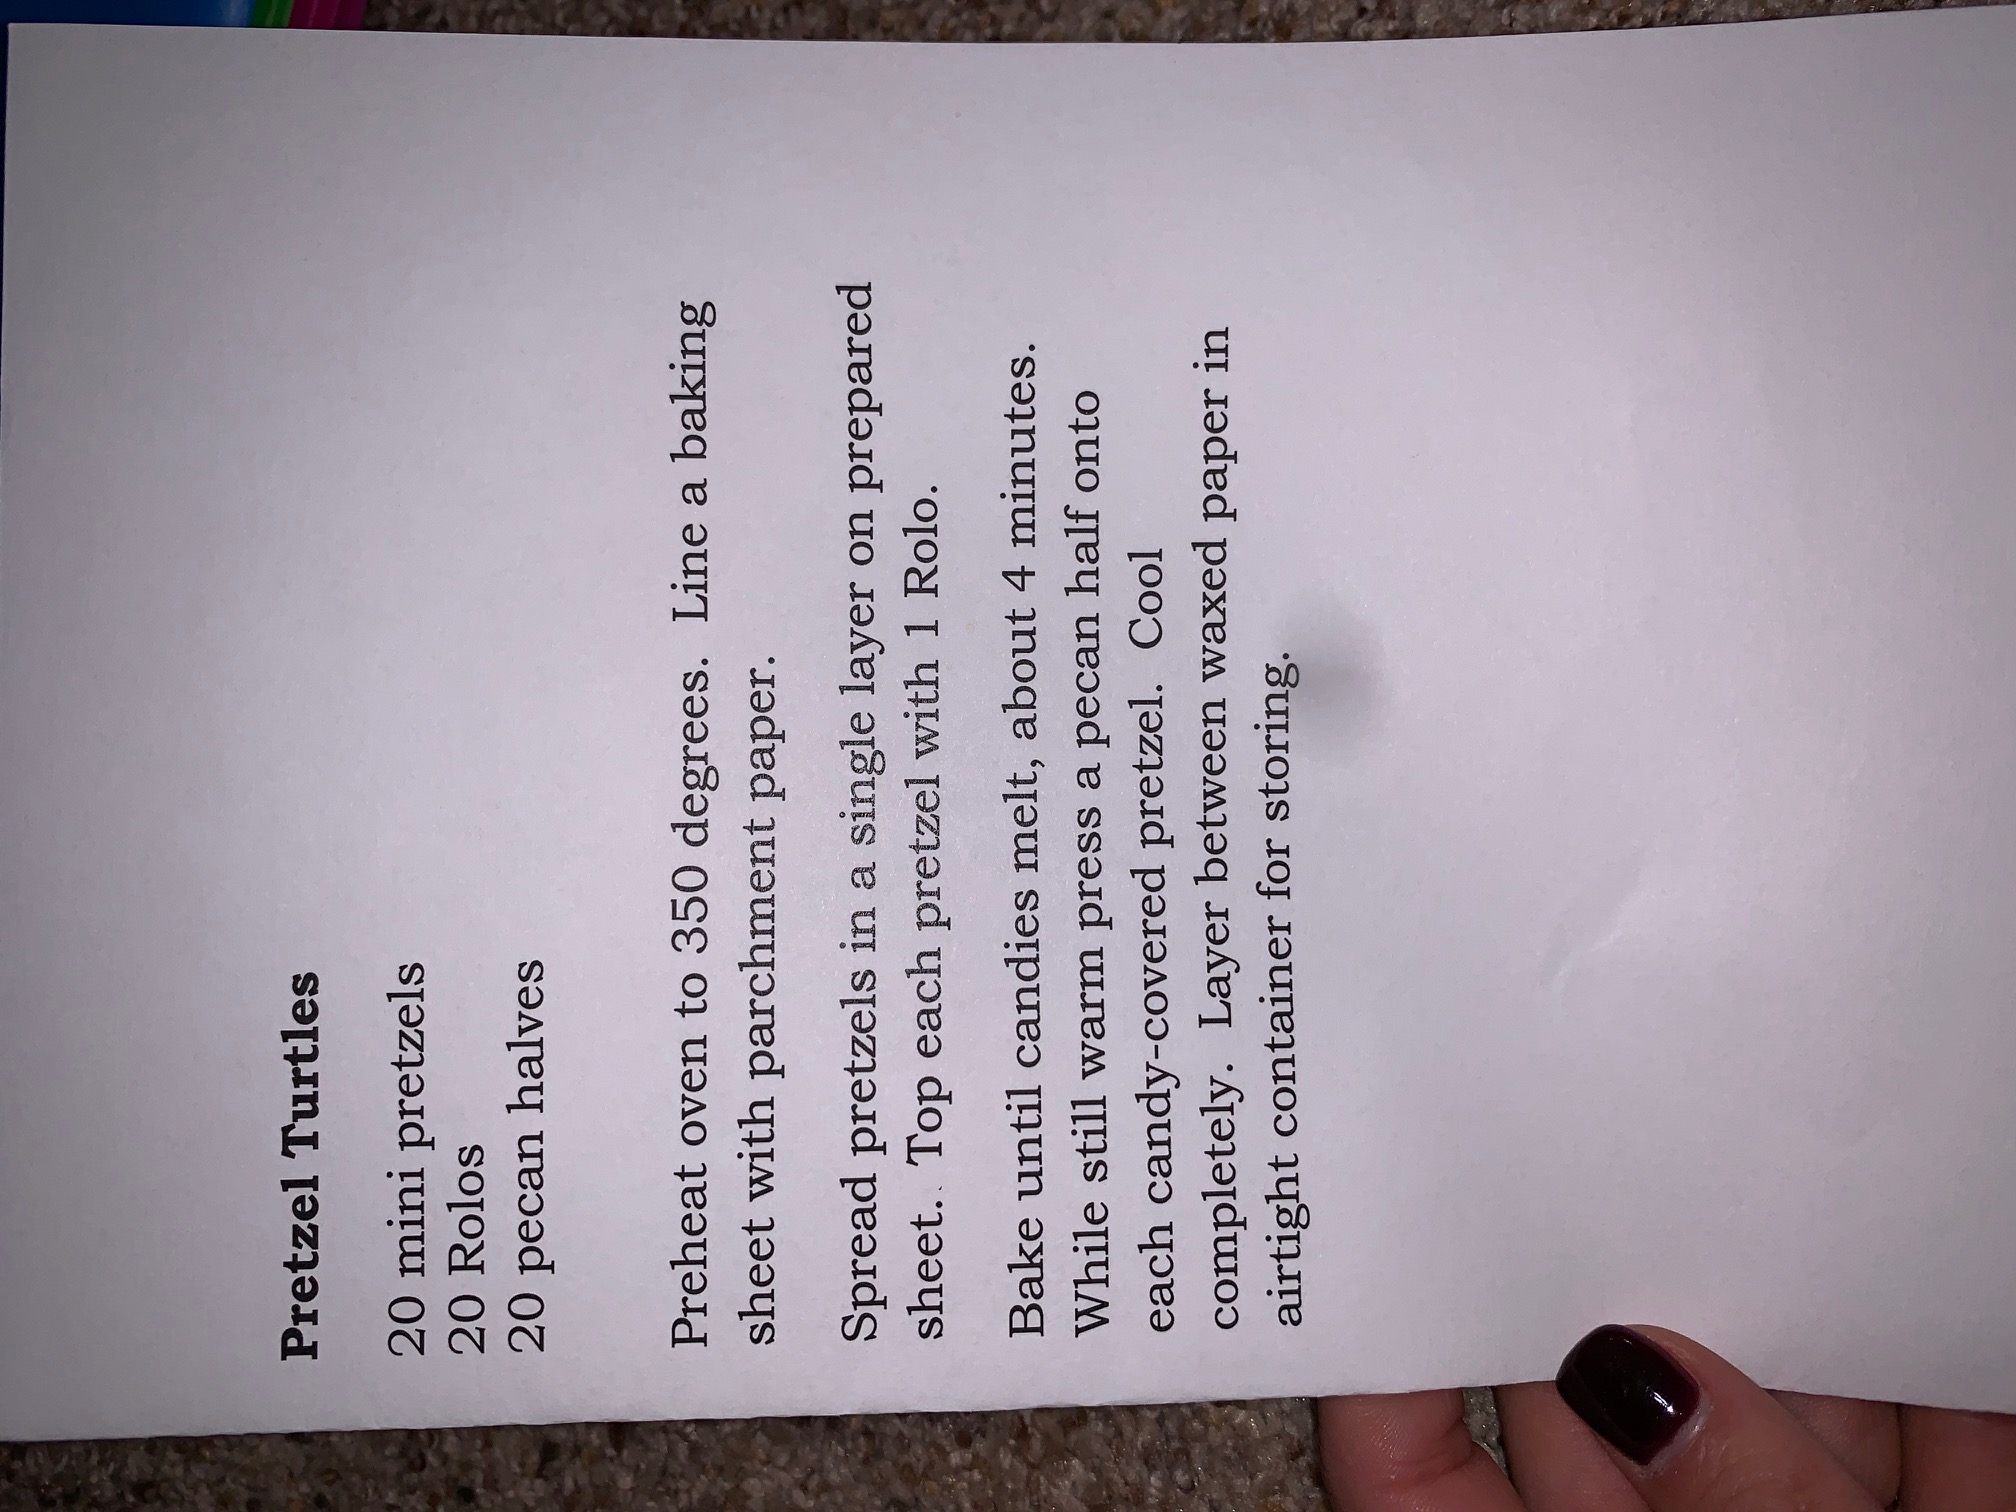 Pretzel Turtles
20 mini pretzels
20 Rolos
20 pecan halves
Preheat oven to 350 degrees.  Line a baking
sheet with parchment paper.
Spread pretzels in a single layer on prepared
sheet..  Top each pretzel with 1 Rolo.
Bake until candies melt, about 4 minutes.
While still warm press a pecan half onto
each candy-covered pretzel.  Cool
completely.  Layer between waxed paper in
airtight container for storing.